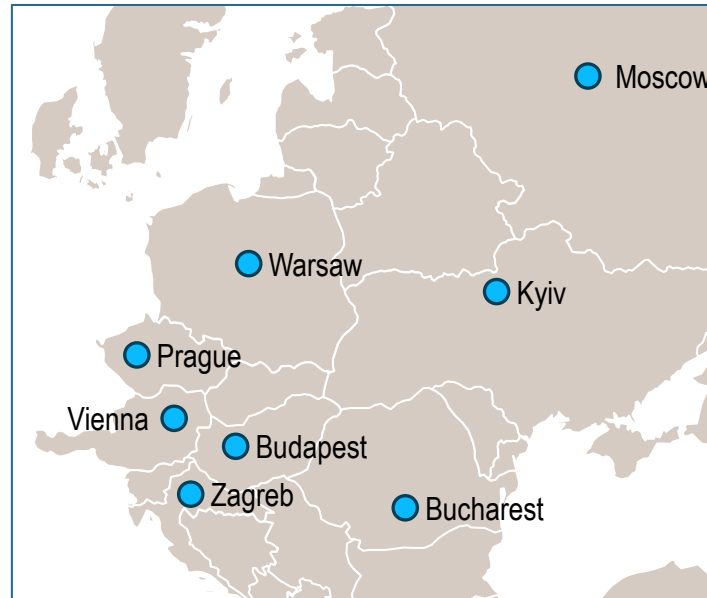 Moscow
Warsaw
Kyiv
Prague
Vienna
Budapest
Zagreb
Bucharest